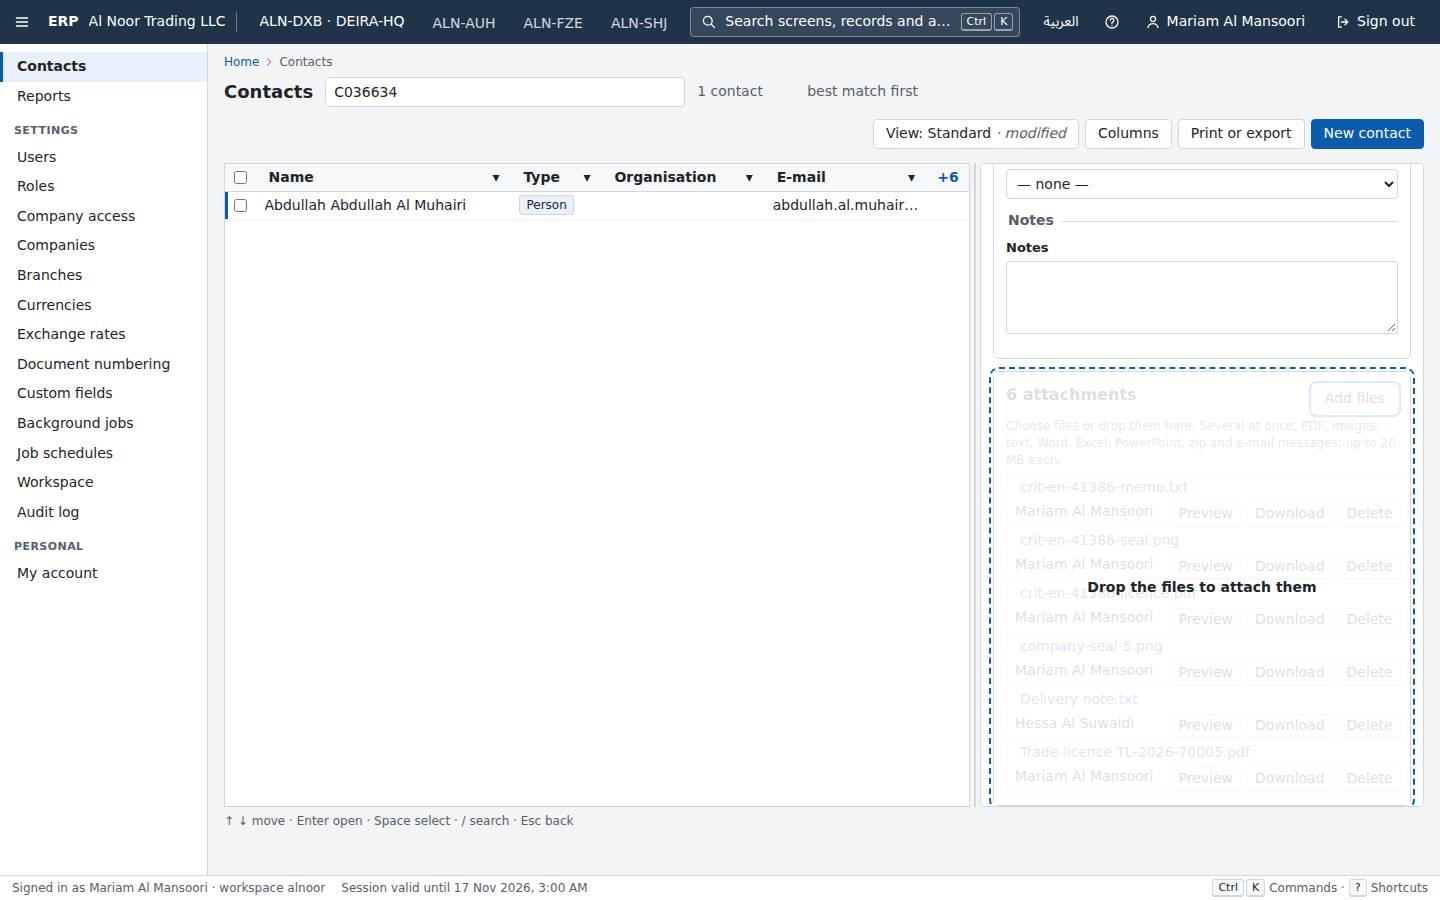 ERP Al Noor Trading LLC ALN-DXB · DEIRA-HQ ALN-AUH ALN-FZE ALN-SHJ Search screens, records and a… Ctrl K العربية Mariam Al Mansoori Sign out
Contacts
Reports
SETTINGS
Users
Roles
Company access
Companies
Branches
Currencies
Exchange rates
Document numbering
Custom fields
Background jobs
Job schedules
Workspace
Audit log
PERSONAL
My account
Home > Contacts
Contacts C036634 1 contact best match first
View: Standard · modified Columns Print or export New contact
Name Type Organisation E-mail +6
Abdullah Abdullah Al Muhairi Person abdullah.al.muhair…
— none —
Notes
Notes
6 attachments Add files
Choose files or drop them here. Several at once; PDF, images,
text, Word, Excel, PowerPoint, zip and e-mail messages; up to 20
MB each.
crit-en-41386-memo.txt
Mariam Al Mansoori Preview Download Delete
crit-en-41386-seal.png
Mariam Al Mansoori Preview Download Delete
Drop the files to attach them
Mariam Al Mansoori Preview Download Delete
company-seal-5.png
Mariam Al Mansoori Preview Download Delete
Delivery note.txt
Hessa Al Suwaidi Preview Download Delete
Trade licence TL-2026-70005.pdf
Mariam Al Mansoori Preview Download Delete
↑ ↓ move · Enter open · Space select · / search · Esc back
Signed in as Mariam Al Mansoori · workspace alnoor Session valid until 17 Nov 2026, 3:00 AM Ctrl K Commands · ? Shortcuts